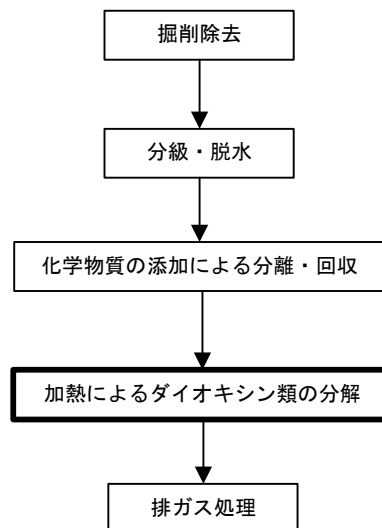 掘削除去
分級・脱水
化学物質の添加による分離・回収
加熱によるダイオキシン類の分解
排ガス処理